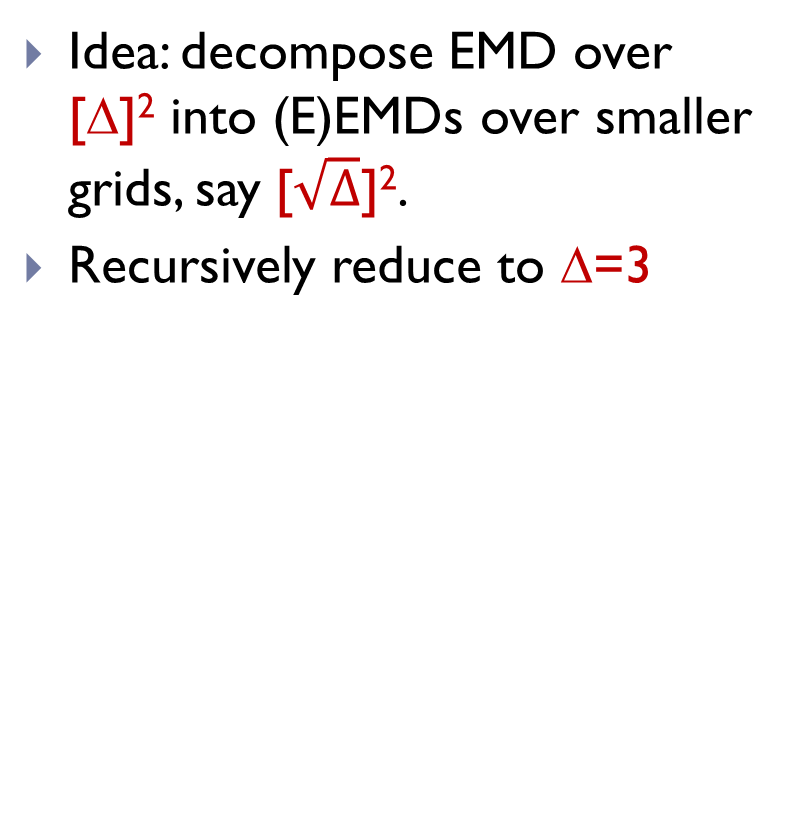 Idea: decompose EMD over
[Δ]² into (E)EMDs over smaller
grids, say [√Δ]².
Recursively reduce to Δ=3